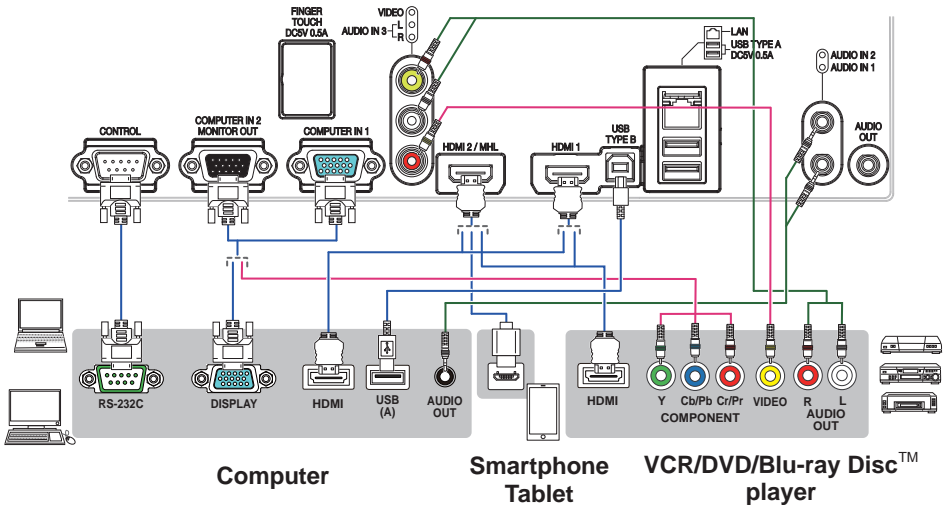 FINGER
TOUCH
DC5V 0.5A
VIDEO
AUDIO IN 3
L
R
LAN
USB TYPE A
DC5V 0.5A
AUDIO IN 2
AUDIO IN 1
CONTROL
COMPUTER IN 2
MONITOR OUT
COMPUTER IN 1
HDMI 2 / MHL
HDMI 1
USB
TYPE B
AUDIO
OUT
RS-232C
DISPLAY
HDMI
USB
(A)
AUDIO
OUT
HDMI
Y
Cb/Pb
Cr/Pr
COMPONENT
VIDEO
R
L
AUDIO
OUT
Computer
Smartphone
Tablet
VCR/DVD/Blu-ray Disc™
player